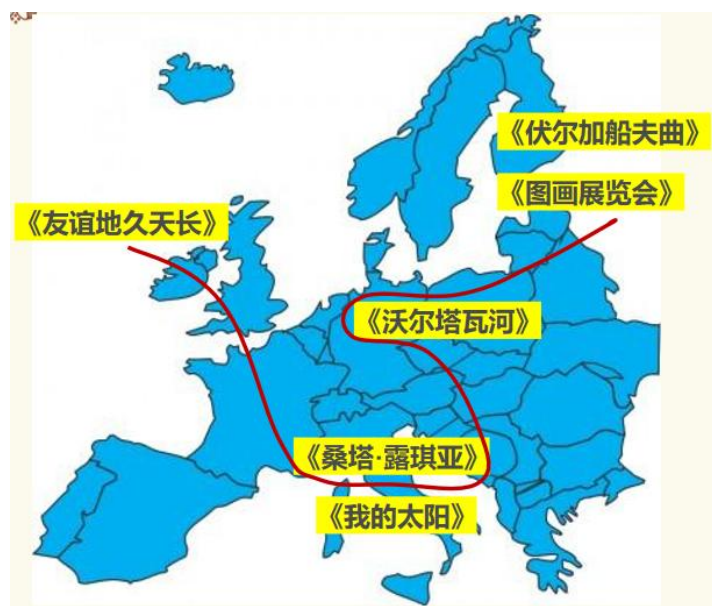 《伏尔加船夫曲》
《图画展览会》
《友谊地久天长》
《沃尔塔瓦河》
《桑塔·露琪亚》
《我的太阳》